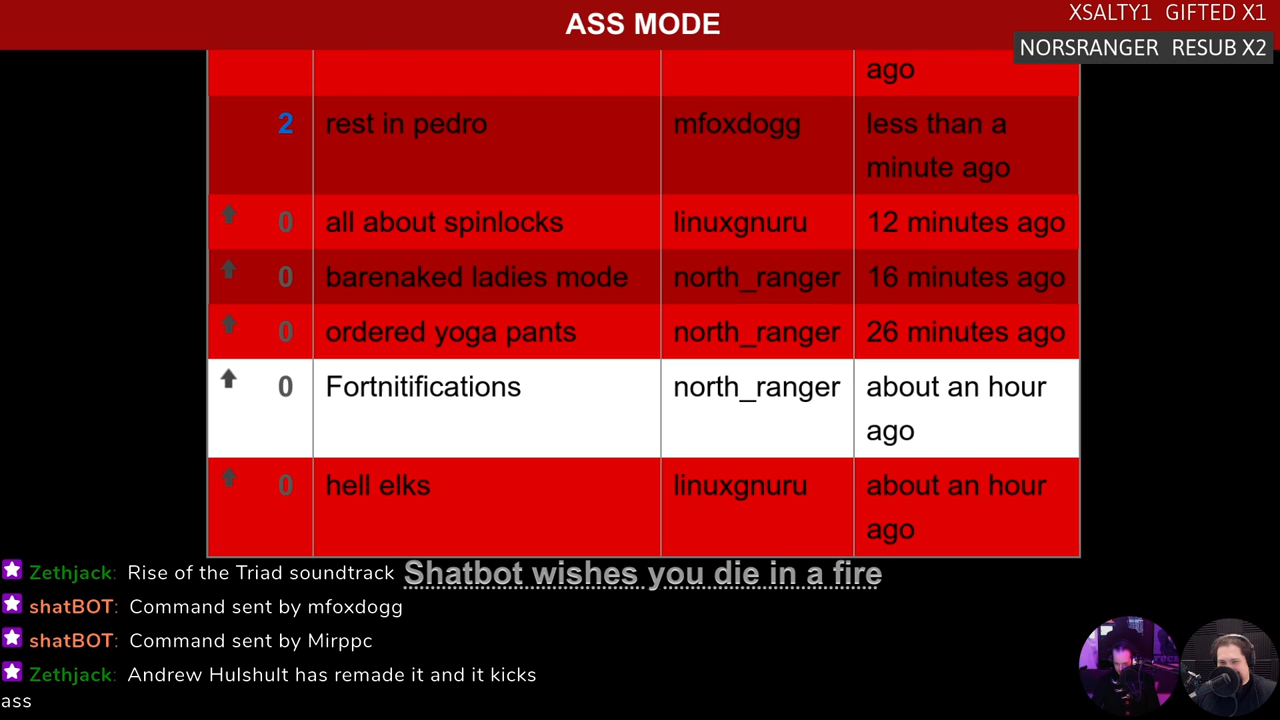 ASS MODE
XSALTY1 GIFTED X1
NORSRANGER RESUB X2
ago
2 rest in pedro mfoxdogg less than a
minute ago
0 all about spinlocks linuxgnuru 12 minutes ago
0 barenaked ladies mode north_ranger 16 minutes ago
0 ordered yoga pants north_ranger 26 minutes ago
0 Fortnitifications north_ranger about an hour
ago
0 hell elks linuxgnuru about an hour
ago
Zethjack: Rise of the Triad soundtrack
Shatbot wishes you die in a fire
shatBOT: Command sent by mfoxdogg
shatBOT: Command sent by Mirppc
Zethjack: Andrew Hulshult has remade it and it kicks
ass